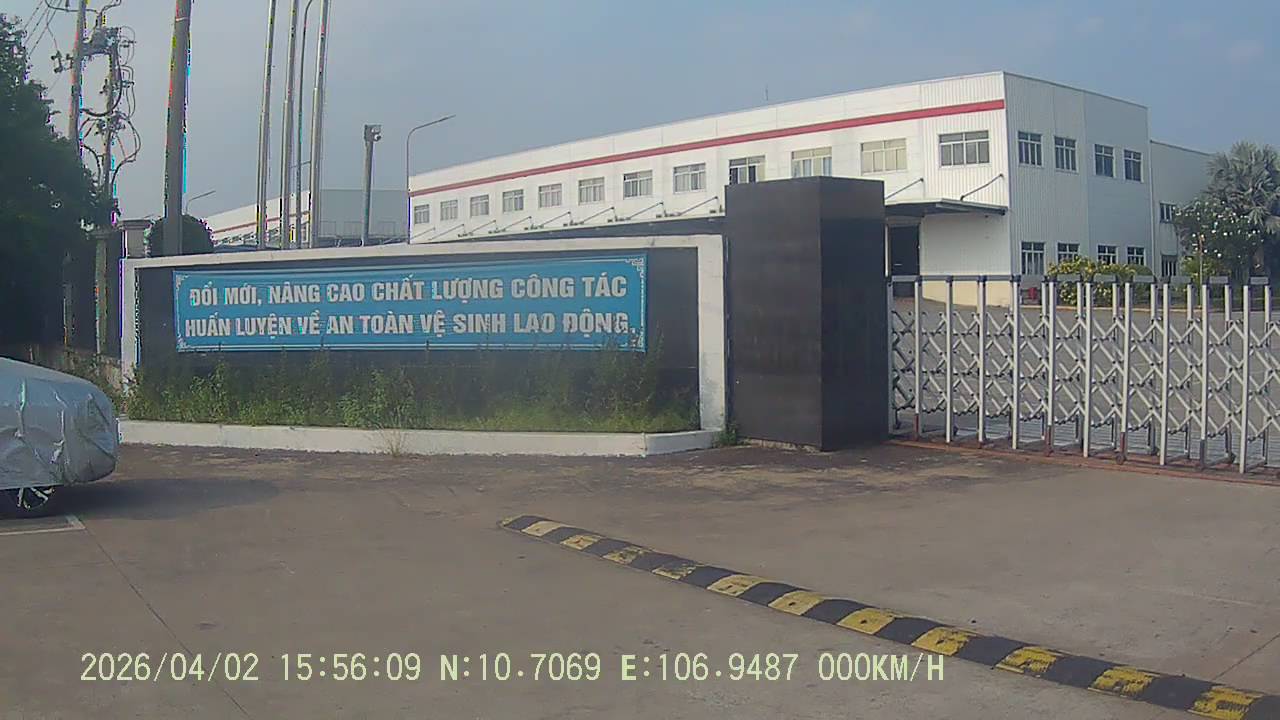 ĐỔI MỚI, NÂNG CAO CHẤT LƯỢNG CÔNG TÁC
HUẤN LUYỆN VỀ AN TOÀN VỆ SINH LAO ĐỘNG
2026/04/02 15:56:09 N:10.7069 E:106.9487 000KM/H